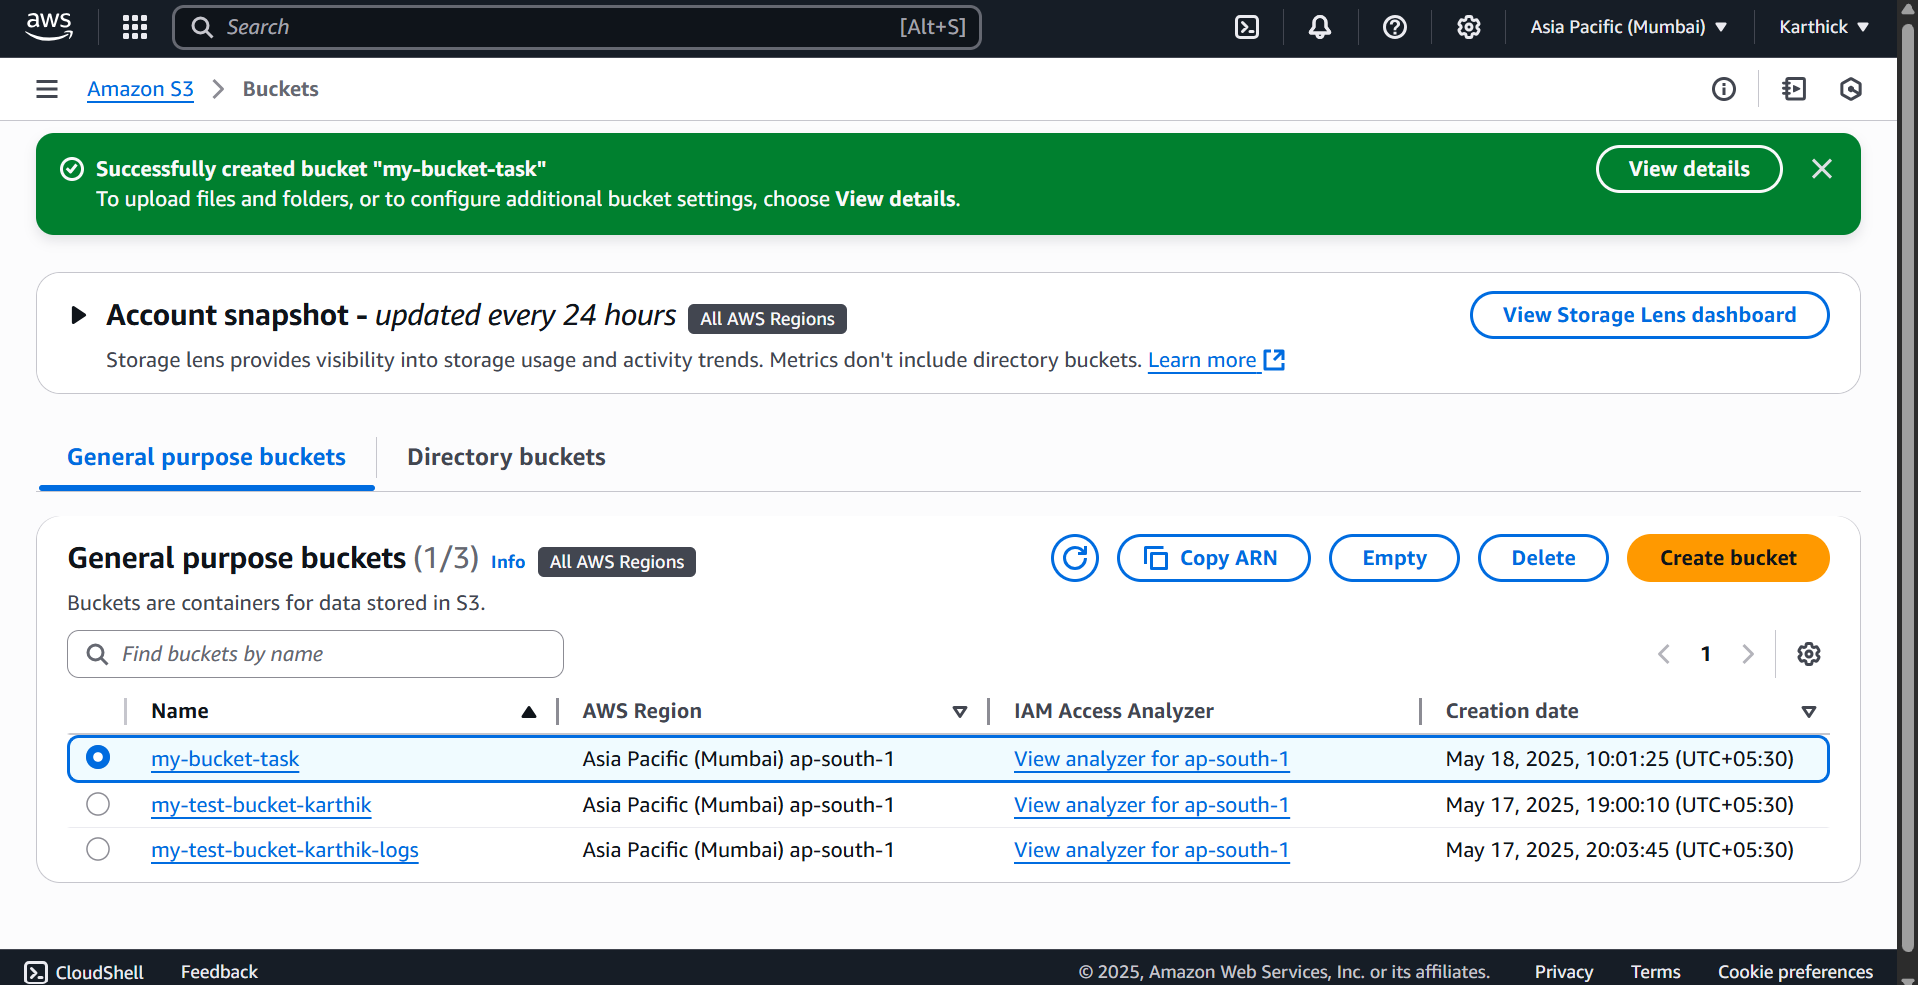 aws
Search [Alt+S]
Asia Pacific (Mumbai)
Karthick
Amazon S3
Buckets
Successfully created bucket "my-bucket-task"
To upload files and folders, or to configure additional bucket settings, choose View details.
View details
Account snapshot - updated every 24 hours
All AWS Regions
View Storage Lens dashboard
Storage lens provides visibility into storage usage and activity trends. Metrics don't include directory buckets. Learn more
General purpose buckets
Directory buckets
General purpose buckets (1/3) Info
All AWS Regions
Copy ARN
Empty
Delete
Create bucket
Buckets are containers for data stored in S3.
Find buckets by name
1
Name AWS Region IAM Access Analyzer Creation date
my-bucket-task Asia Pacific (Mumbai) ap-south-1 View analyzer for ap-south-1 May 18, 2025, 10:01:25 (UTC+05:30)
my-test-bucket-karthik Asia Pacific (Mumbai) ap-south-1 View analyzer for ap-south-1 May 17, 2025, 19:00:10 (UTC+05:30)
my-test-bucket-karthik-logs Asia Pacific (Mumbai) ap-south-1 View analyzer for ap-south-1 May 17, 2025, 20:03:45 (UTC+05:30)
CloudShell Feedback © 2025, Amazon Web Services, Inc. or its affiliates. Privacy Terms Cookie preferences